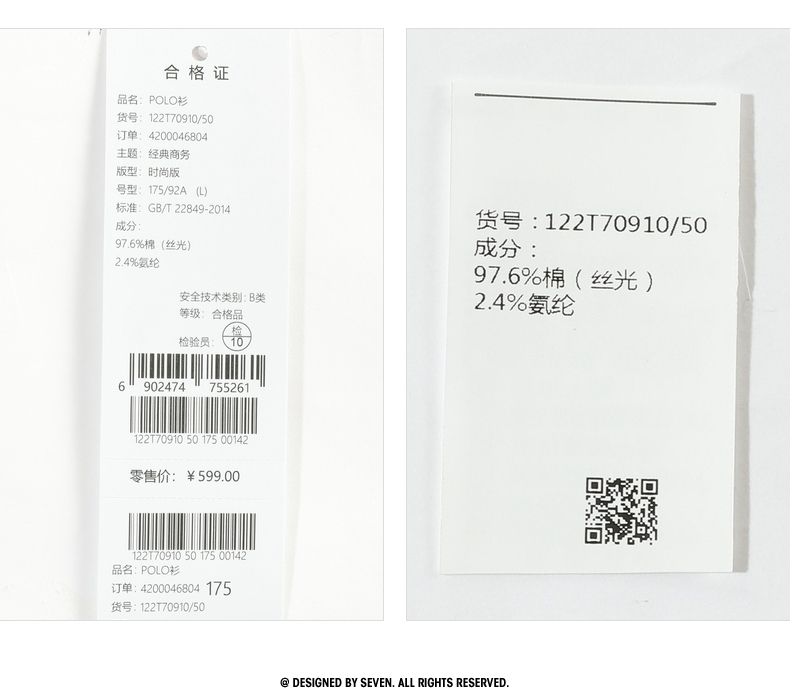 合格证
品名：POLO衫
货号：122T70910/50
订单：4200046804
主题：经典商务
版型：时尚版
号型：175/92A （L）
标准：GB/T 22849-2014
成分：
97.6%棉（丝光）
2.4%氨纶
安全技术类别：B类
等级：合格品
检验员：检 10
6 902474 755261
122T70910 50 175 00142
零售价：￥599.00
122T70910 50 175 00142
品名：POLO衫
订单：4200046804 175
货号：122T70910/50
货号：122T70910/50
成分：
97.6%棉（丝光）
2.4%氨纶
@ DESIGNED BY SEVEN. ALL RIGHTS RESERVED.